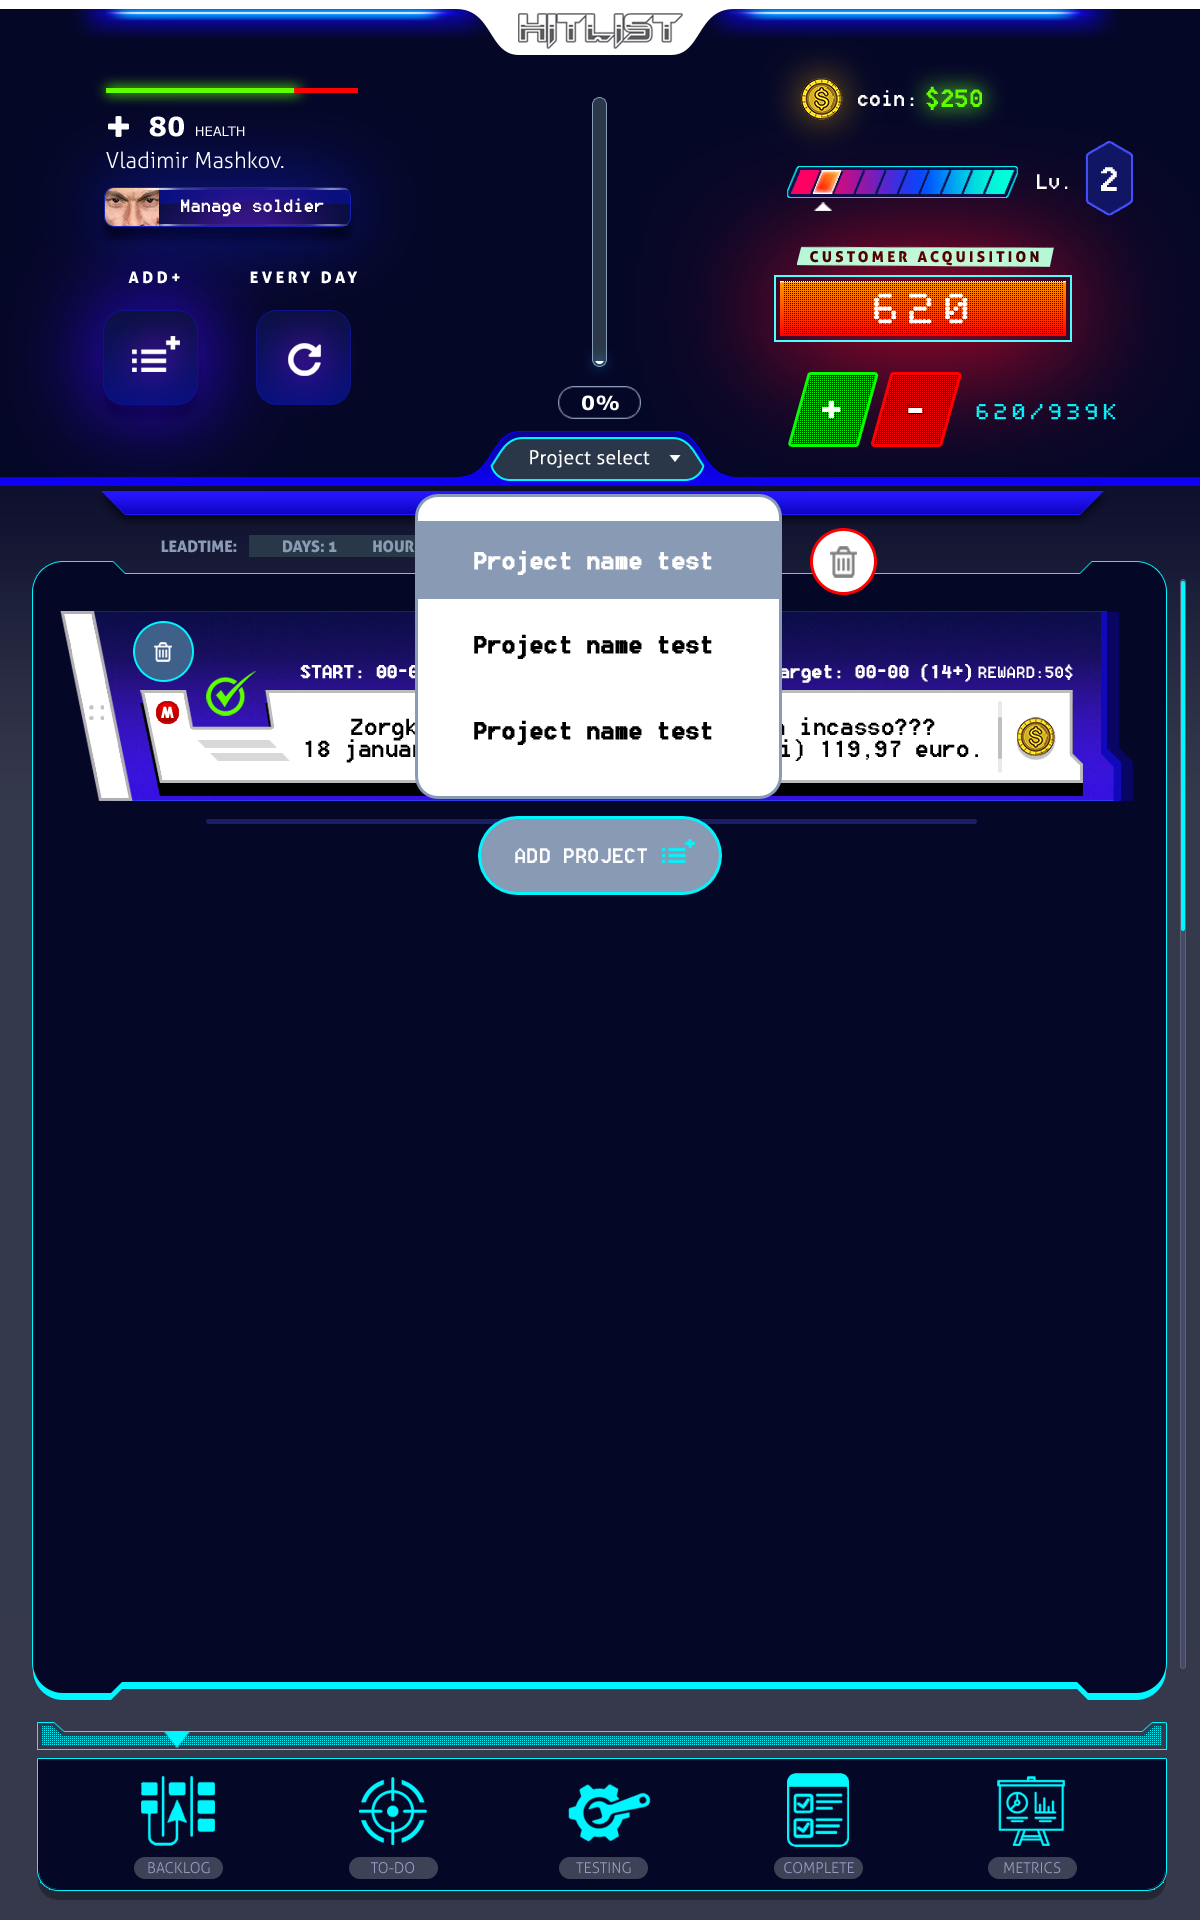 HITLIST
80 HEALTH
Vladimir Mashkov.
Manage soldier
ADD+
EVERY DAY
coin: $250
Lv. 2
CUSTOMER ACQUISITION
620
+ -
620/939K
0%
Project select
LEADTIME: DAYS: 1 HOUR
Project name test
Project name test
Project name test
START: 00-0
arget: 00-00 (14+) REWARD:50$
M
Zorgk
incasso???
18 januar
i) 119,97 euro.
ADD PROJECT
BACKLOG
TO-DO
TESTING
COMPLETE
METRICS